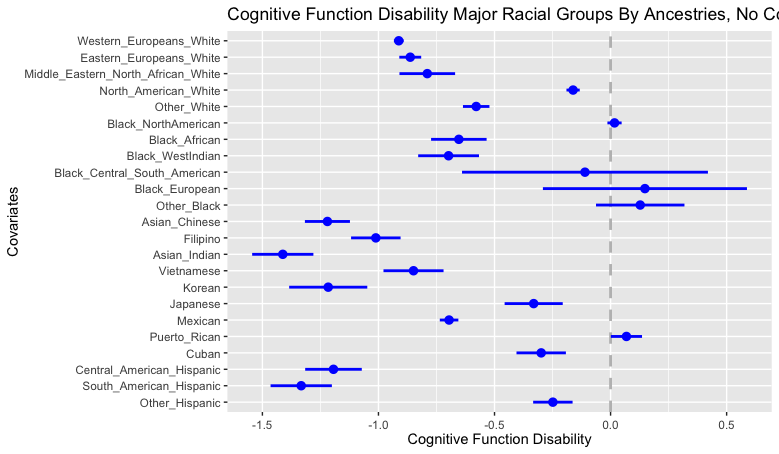 Cognitive Function Disability Major Racial Groups By Ancestries, No Co
Western_Europeans_White
Eastern_Europeans_White
Middle_Eastern_North_African_White
North_American_White
Other_White
Black_NorthAmerican
Black_African
Black_WestIndian
Black_Central_South_American
Black_European
Other_Black
Asian_Chinese
Filipino
Asian_Indian
Vietnamese
Korean
Japanese
Mexican
Puerto_Rican
Cuban
Central_American_Hispanic
South_American_Hispanic
Other_Hispanic
Covariates
-1.5 -1.0 -0.5 0.0 0.5
Cognitive Function Disability